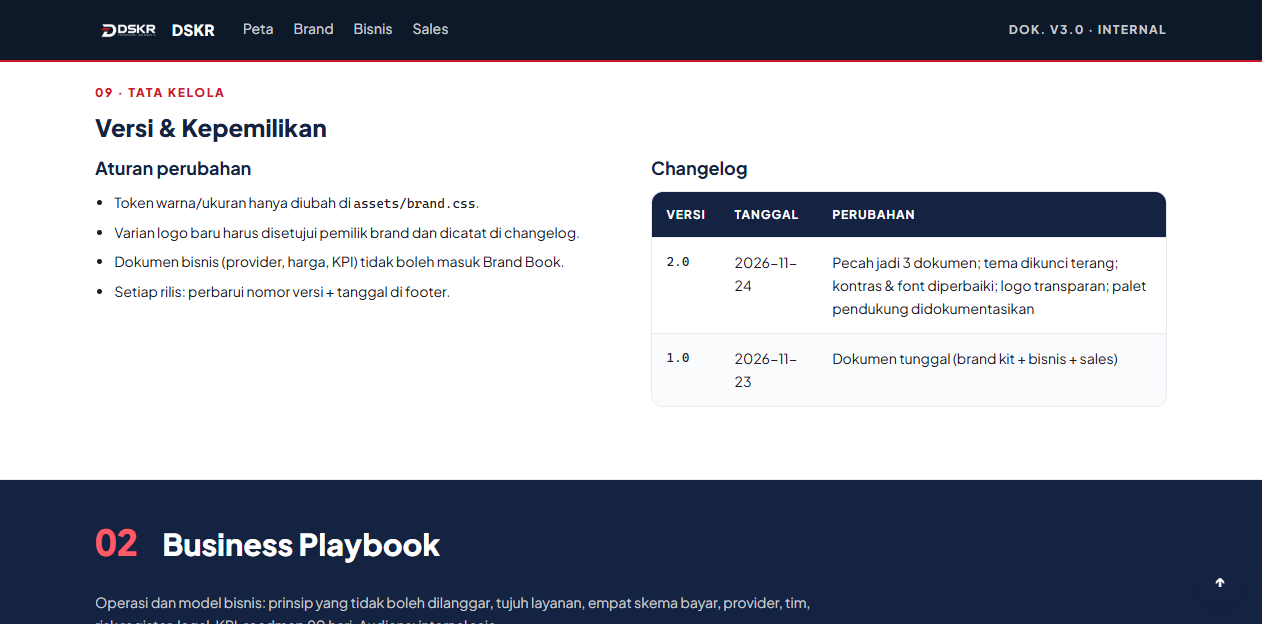 DSKR DSKR Peta Brand Bisnis Sales DOK. V3.0 · INTERNAL
09 · TATA KELOLA
Versi & Kepemilikan
Aturan perubahan
• Token warna/ukuran hanya diubah di assets/brand.css.
• Varian logo baru harus disetujui pemilik brand dan dicatat di changelog.
• Dokumen bisnis (provider, harga, KPI) tidak boleh masuk Brand Book.
• Setiap rilis: perbarui nomor versi + tanggal di footer.
Changelog
VERSI TANGGAL PERUBAHAN
2.0 2026-11-24 Pecah jadi 3 dokumen; tema dikunci terang;
kontras & font diperbaiki; logo transparan; palet
pendukung didokumentasikan
1.0 2026-11-23 Dokumen tunggal (brand kit + bisnis + sales)
02 Business Playbook
Operasi dan model bisnis: prinsip yang tidak boleh dilanggar, tujuh layanan, empat skema bayar, provider, tim,